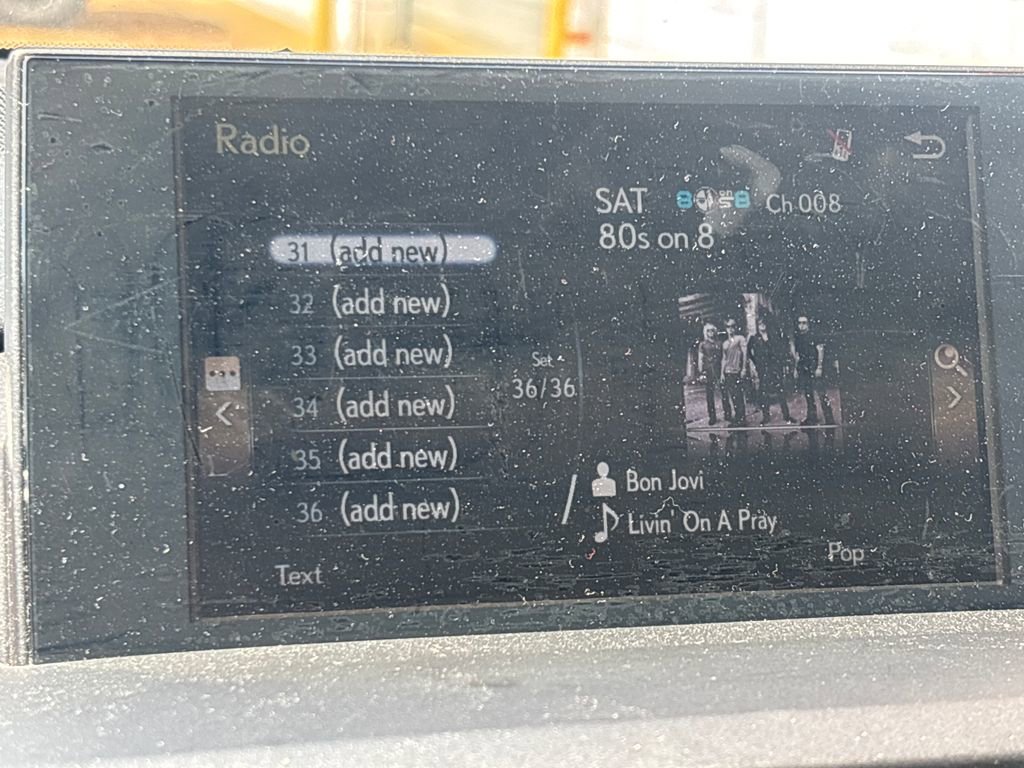 Radio
SAT
Ch 008
80s on 8
31 (add new)
32 (add new)
33 (add new)
34 (add new)
35 (add new)
36 (add new)
Set
36/36
Bon Jovi
Livin' On A Pray
Pop
Text